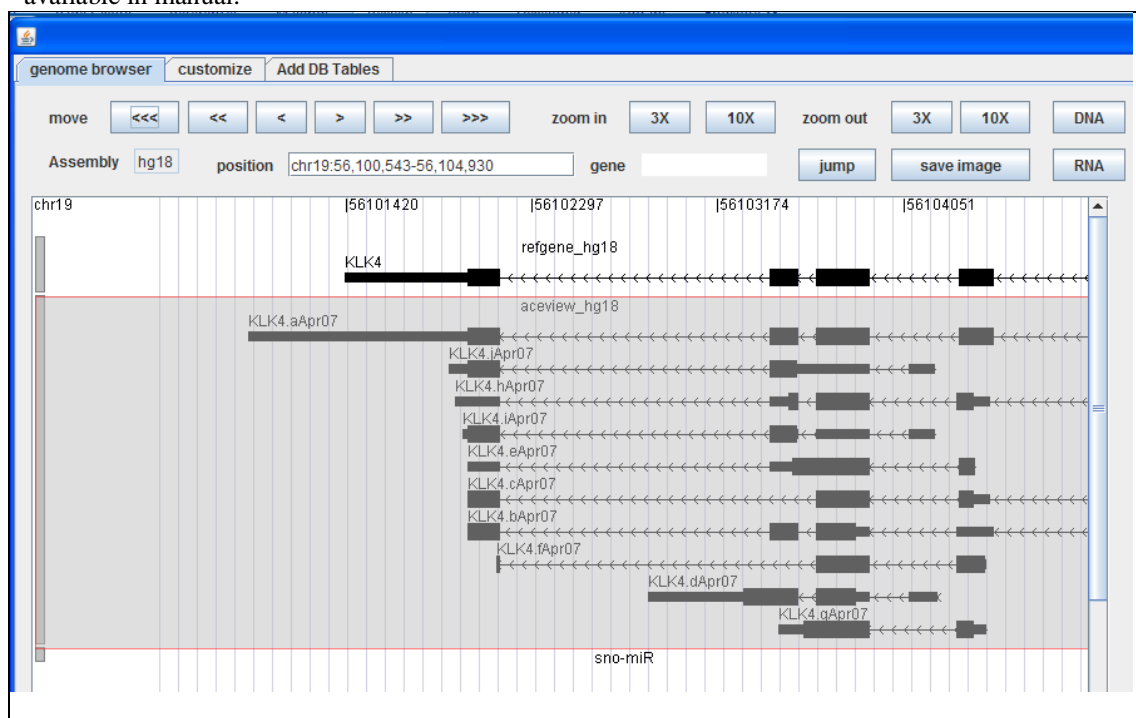 available in manual.
genome browser customize Add DB Tables
move <<< << < > >> >>> zoom in 3X 10X zoom out 3X 10X DNA
Assembly hg18 position chr19:56,100,543-56,104,930 gene jump save image RNA
chr19 |56101420 |56102297 |56103174 |56104051
refgene_hg18
KLK4
aceview_hg18
KLK4.aApr07
KLK4.jApr07
KLK4.hApr07
KLK4.iApr07
KLK4.eApr07
KLK4.cApr07
KLK4.bApr07
KLK4.fApr07
KLK4.dApr07
KLK4.gApr07
sno-miR